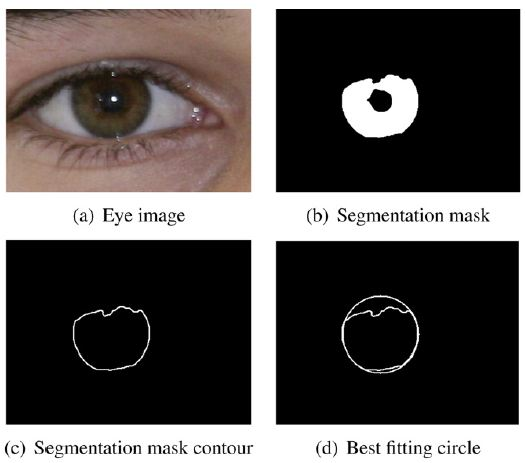 (a) Eye image
(b) Segmentation mask
(c) Segmentation mask contour
(d) Best fitting circle